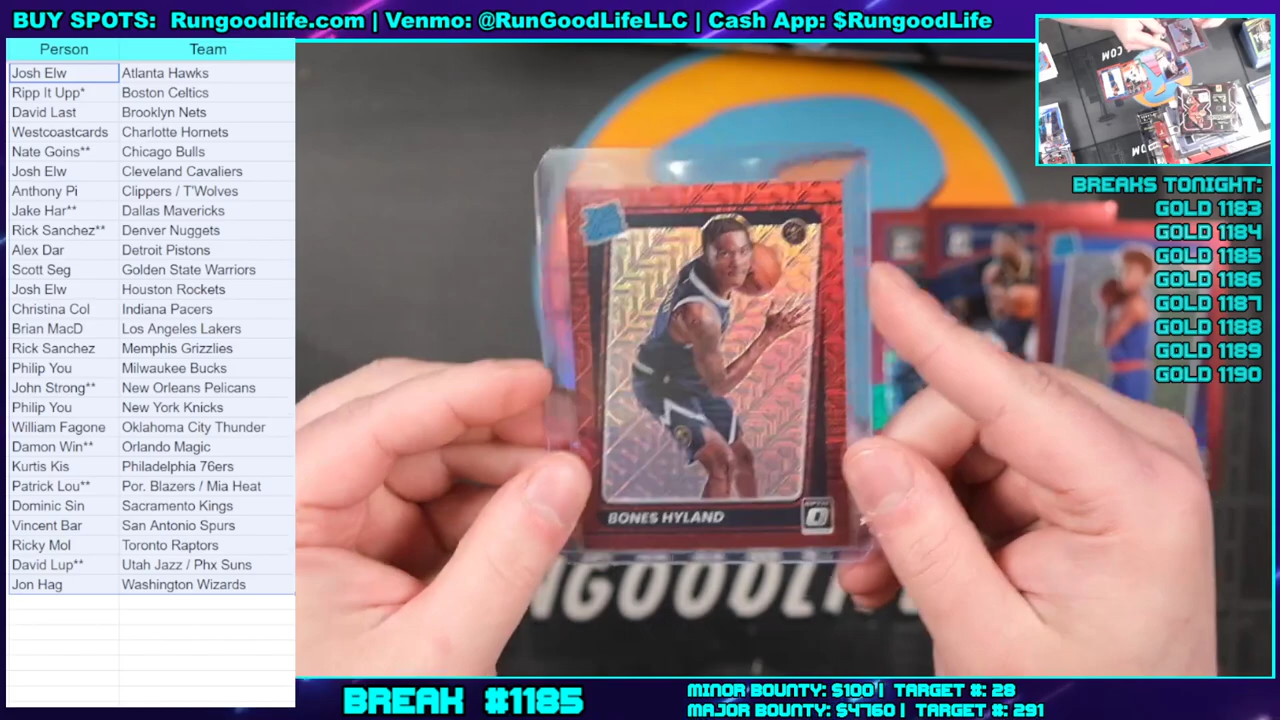 BUY SPOTS: Rungoodlife.com | Venmo: @RunGoodLifeLLC | Cash App: $RungoodLife
Person Team
Josh Elw Atlanta Hawks
Ripp It Upp* Boston Celtics
David Last Brooklyn Nets
Westcoastcards Charlotte Hornets
Nate Goins** Chicago Bulls
Josh Elw Cleveland Cavaliers
Anthony Pi Clippers / T'Wolves
Jake Har** Dallas Mavericks
Rick Sanchez** Denver Nuggets
Alex Dar Detroit Pistons
Scott Seg Golden State Warriors
Josh Elw Houston Rockets
Christina Col Indiana Pacers
Brian MacD Los Angeles Lakers
Rick Sanchez Memphis Grizzlies
Philip You Milwaukee Bucks
John Strong** New Orleans Pelicans
Philip You New York Knicks
William Fagone Oklahoma City Thunder
Damon Win** Orlando Magic
Kurtis Kis Philadelphia 76ers
Patrick Lou** Por. Blazers / Mia Heat
Dominic Sin Sacramento Kings
Vincent Bar San Antonio Spurs
Ricky Mol Toronto Raptors
David Lup** Utah Jazz / Phx Suns
Jon Hag Washington Wizards
BREAKS TONIGHT:
GOLD 1183
GOLD 1184
GOLD 1185
GOLD 1186
GOLD 1187
GOLD 1188
GOLD 1189
GOLD 1190
BONES HYLAND
OPTIC
NGOODLIF
COM
BREAK #1185
MINOR BOUNTY: $100 | TARGET #: 28
MAJOR BOUNTY: $4760 | TARGET #: 291